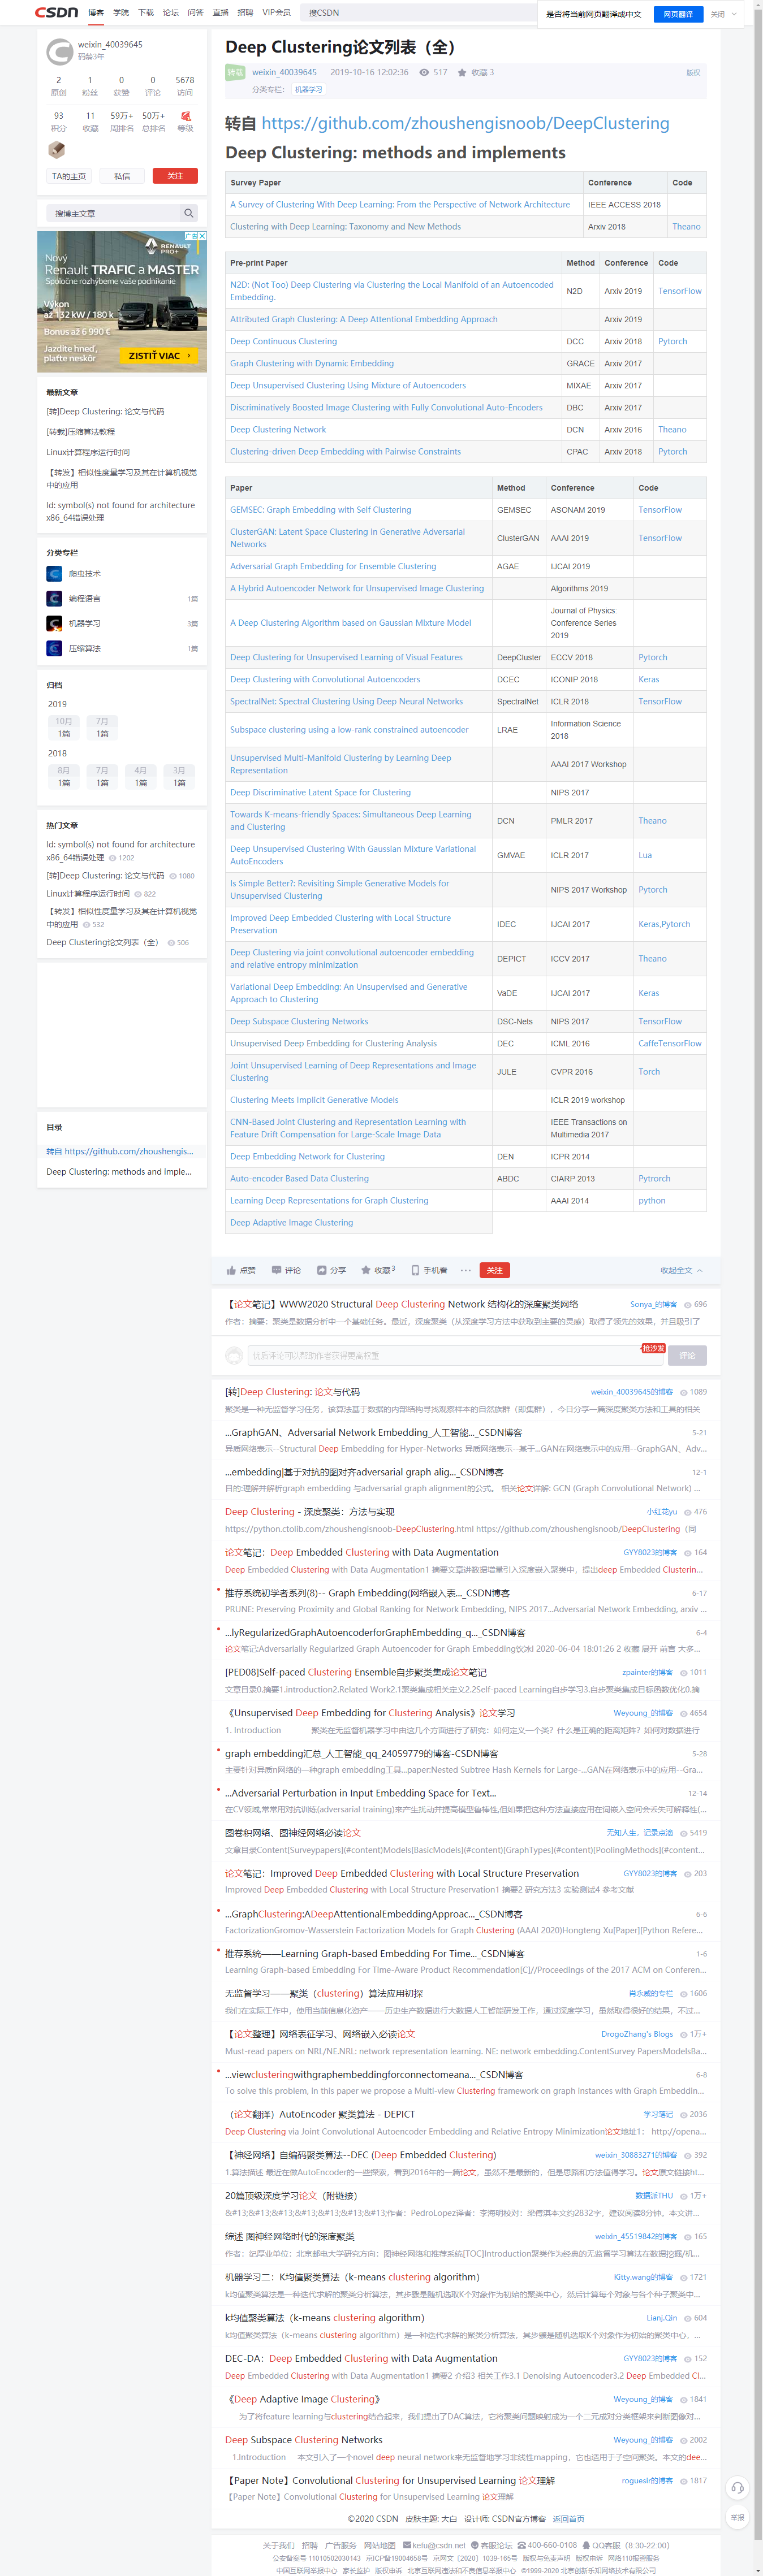 CSDN 博客 学院 下载 论坛 问答 直播 招聘 VIP会员 搜CSDN
是否将当前网页翻译成中文 网页翻译 关闭
weixin_40039645
码龄3年
2 1 0 0 5678
原创 粉丝 获赞 评论 访问
93 11 59万+ 50万+
积分 收藏 周排名 总排名 等级
TA的主页 私信 关注
搜博主文章
广告
RENAULT PRO+
Nový
Renault TRAFIC a MASTER
Spoločne rozbehneme vaše podnikanie
Výkon
až 132 kW / 180 k
Bonus až 6 990 €
Jazdite hneď,
plaťte neskôr
ZISTIŤ VIAC
最新文章
[转]Deep Clustering: 论文与代码
[转载]压缩算法教程
Linux计算程序运行时间
【转发】相似性度量学习及其在计算机视觉
中的应用
ld: symbol(s) not found for architecture
x86_64错误处理
分类专栏
爬虫技术
编程语言 1篇
机器学习 3篇
压缩算法 1篇
归档
2019
10月 7月
1篇 1篇
2018
8月 7月 4月 3月
1篇 1篇 1篇 1篇
热门文章
ld: symbol(s) not found for architecture
x86_64错误处理 1202
[转]Deep Clustering: 论文与代码 1080
Linux计算程序运行时间 822
【转发】相似性度量学习及其在计算机视觉
中的应用 532
Deep Clustering论文列表（全） 506
目录
转自 https://github.com/zhoushengis...
Deep Clustering: methods and imple...
Deep Clustering论文列表（全）
转载 weixin_40039645 2019-10-16 12:02:36 517 收藏 3 版权
分类专栏： 机器学习
转自 https://github.com/zhoushengisnoob/DeepClustering
Deep Clustering: methods and implements
Survey Paper Conference Code
A Survey of Clustering With Deep Learning: From the Perspective of Network Architecture IEEE ACCESS 2018
Clustering with Deep Learning: Taxonomy and New Methods Arxiv 2018 Theano
Pre-print Paper Method Conference Code
N2D: (Not Too) Deep Clustering via Clustering the Local Manifold of an Autoencoded
Embedding. N2D Arxiv 2019 TensorFlow
Attributed Graph Clustering: A Deep Attentional Embedding Approach Arxiv 2019
Deep Continuous Clustering DCC Arxiv 2018 Pytorch
Graph Clustering with Dynamic Embedding GRACE Arxiv 2017
Deep Unsupervised Clustering Using Mixture of Autoencoders MIXAE Arxiv 2017
Discriminatively Boosted Image Clustering with Fully Convolutional Auto-Encoders DBC Arxiv 2017
Deep Clustering Network DCN Arxiv 2016 Theano
Clustering-driven Deep Embedding with Pairwise Constraints CPAC Arxiv 2018 Pytorch
Paper Method Conference Code
GEMSEC: Graph Embedding with Self Clustering GEMSEC ASONAM 2019 TensorFlow
ClusterGAN: Latent Space Clustering in Generative Adversarial
Networks ClusterGAN AAAI 2019 TensorFlow
Adversarial Graph Embedding for Ensemble Clustering AGAE IJCAI 2019
A Hybrid Autoencoder Network for Unsupervised Image Clustering Algorithms 2019
A Deep Clustering Algorithm based on Gaussian Mixture Model Journal of Physics:
Conference Series
2019
Deep Clustering for Unsupervised Learning of Visual Features DeepCluster ECCV 2018 Pytorch
Deep Clustering with Convolutional Autoencoders DCEC ICONIP 2018 Keras
SpectralNet: Spectral Clustering Using Deep Neural Networks SpectralNet ICLR 2018 TensorFlow
Subspace clustering using a low-rank constrained autoencoder LRAE Information Science
2018
Unsupervised Multi-Manifold Clustering by Learning Deep
Representation AAAI 2017 Workshop
Deep Discriminative Latent Space for Clustering NIPS 2017
Towards K-means-friendly Spaces: Simultaneous Deep Learning
and Clustering DCN PMLR 2017 Theano
Deep Unsupervised Clustering With Gaussian Mixture Variational
AutoEncoders GMVAE ICLR 2017 Lua
Is Simple Better?: Revisiting Simple Generative Models for
Unsupervised Clustering NIPS 2017 Workshop Pytorch
Improved Deep Embedded Clustering with Local Structure
Preservation IDEC IJCAI 2017 Keras,Pytorch
Deep Clustering via joint convolutional autoencoder embedding
and relative entropy minimization DEPICT ICCV 2017 Theano
Variational Deep Embedding: An Unsupervised and Generative
Approach to Clustering VaDE IJCAI 2017 Keras
Deep Subspace Clustering Networks DSC-Nets NIPS 2017 TensorFlow
Unsupervised Deep Embedding for Clustering Analysis DEC ICML 2016 CaffeTensorFlow
Joint Unsupervised Learning of Deep Representations and Image
Clustering JULE CVPR 2016 Torch
Clustering Meets Implicit Generative Models ICLR 2019 workshop
CNN-Based Joint Clustering and Representation Learning with
Feature Drift Compensation for Large-Scale Image Data IEEE Transactions on
Multimedia 2017
Deep Embedding Network for Clustering DEN ICPR 2014
Auto-encoder Based Data Clustering ABDC CIARP 2013 Pytrorch
Learning Deep Representations for Graph Clustering AAAI 2014 python
Deep Adaptive Image Clustering
点赞 评论 分享 收藏3 手机看 ··· 关注 收起全文
【论文笔记】WWW2020 Structural Deep Clustering Network 结构化的深度聚类网络 Sonya_的博客 696
作者：摘要：聚类是数据分析中一个基础任务。最近，深度聚类（从深度学习方法中获取到主要的灵感）取得了领先的效果，并且吸引了
优质评论可以帮助作者获得更高权重 抢沙发 评论
[转]Deep Clustering: 论文与代码 weixin_40039645的博客 1089
聚类是一种无监督学习任务，该算法基于数据的内部结构寻找观察样本的自然族群（即集群），今日分享一篇深度聚类方法和工具的相关
...GraphGAN、Adversarial Network Embedding_人工智能..._CSDN博客 5-21
异质网络表示--Structural Deep Embedding for Hyper-Networks 异质网络表示--基于...GAN在网络表示中的应用--GraphGAN、Adv...
...embedding|基于对抗的图对齐adversarial graph alig..._CSDN博客 12-1
目的:理解并解析graph embedding 与adversarial graph alignment的公式。 相关论文详解: GCN (Graph Convolutional Network) ...
Deep Clustering - 深度聚类：方法与实现 小红花yu 476
https://python.ctolib.com/zhoushengisnoob-DeepClustering.html https://github.com/zhoushengisnoob/DeepClustering（同
论文笔记：Deep Embedded Clustering with Data Augmentation GYY8023的博客 164
Deep Embedded Clustering with Data Augmentation1 摘要文章讲数据增量引入深度嵌入聚类中，提出deep Embedded Clusterin...
推荐系统初学者系列(8)-- Graph Embedding(网络嵌入表..._CSDN博客 6-17
PRUNE: Preserving Proximity and Global Ranking for Network Embedding, NIPS 2017...Adversarial Network Embedding, arxiv ...
...lyRegularizedGraphAutoencoderforGraphEmbedding_q..._CSDN博客 6-4
论文笔记:Adversarially Regularized Graph Autoencoder for Graph Embedding饮冰l 2020-06-04 18:01:26 2 收藏 展开 前言 大多...
[PED08]Self-paced Clustering Ensemble自步聚类集成论文笔记 zpainter的博客 1011
文章目录0.摘要1.introduction2.Related Work2.1聚类集成相关定义2.2Self-paced Learning自步学习3.自步聚类集成目标函数优化0.摘
《Unsupervised Deep Embedding for Clustering Analysis》论文学习 Weyoung_的博客 4654
1. Introduction 聚类在无监督机器学习中由这几个方面进行了研究：如何定义一个类？什么是正确的距离矩阵？如何对数据进行
graph embedding汇总_人工智能_qq_24059779的博客-CSDN博客 5-28
主要针对异质n网络的一种graph embedding工具...paper:Nested Subtree Hash Kernels for Large-...GAN在网络表示中的应用--Gra...
...Adversarial Perturbation in Input Embedding Space for Text... 12-14
在CV领域,常常用对抗训练(adversarial training)来产生扰动并提高模型鲁棒性,但如果把这种方法直接应用在词嵌入空间会丢失可解释性(...
图卷积网络、图神经网络必读论文 无知人生，记录点滴 5419
文章目录Content[Surveypapers](#content)Models[BasicModels](#content)[GraphTypes](#content)[PoolingMethods](#content...
论文笔记：Improved Deep Embedded Clustering with Local Structure Preservation GYY8023的博客 203
Improved Deep Embedded Clustering with Local Structure Preservation1 摘要2 研究方法3 实验测试4 参考文献
...GraphClustering:ADeepAttentionalEmbeddingApproac..._CSDN博客 6-6
FactorizationGromov-Wasserstein Factorization Models for Graph Clustering (AAAI 2020)Hongteng Xu[Paper][Python Refere...
推荐系统——Learning Graph-based Embedding For Time..._CSDN博客 1-6
Learning Graph-based Embedding For Time-Aware Product Recommendation[C]//Proceedings of the 2017 ACM on Conferen...
无监督学习——聚类（clustering）算法应用初探 肖永威的专栏 1606
我们在实际工作中，使用当前信息化资产——历史生产数据进行大数据人工智能研发工作，通过深度学习，虽然取得很好的结果，不过...
【论文整理】网络表征学习、网络嵌入必读论文 DrogoZhang's Blogs 1万+
Must-read papers on NRL/NE.NRL: network representation learning. NE: network embedding.ContentSurvey PapersModelsBa...
...viewclusteringwithgraphembeddingforconnectomeana..._CSDN博客 6-8
To solve this problem, in this paper we propose a Multi-view Clustering framework on graph instances with Graph Embeddin...
（论文翻译）AutoEncoder 聚类算法 - DEPICT 学习笔记 2036
Deep Clustering via Joint Convolutional Autoencoder Embedding and Relative Entropy Minimization论文地址1： http://opena...
【神经网络】自编码聚类算法--DEC (Deep Embedded Clustering) weixin_30883271的博客 392
1.算法描述 最近在做AutoEncoder的一些探索，看到2016年的一篇论文，虽然不是最新的，但是思路和方法值得学习。论文原文链接ht...
20篇顶级深度学习论文（附链接） 数据派THU 1万+
&#13;&#13;&#13;&#13;&#13;&#13;&#13;作者：PedroLopez译者：李海明校对：梁傅淇本文约2832字，建议阅读8分钟。本文讲...
综述 图神经网络时代的深度聚类 weixin_45519842的博客 165
作者：纪厚业单位：北京邮电大学研究方向：图神经网络和推荐系统[TOC]Introduction聚类作为经典的无监督学习算法在数据挖掘/机...
机器学习二：K均值聚类算法（k-means clustering algorithm） Kitty.wang的博客 1721
k均值聚类算法是一种迭代求解的聚类分析算法，其步骤是随机选取K个对象作为初始的聚类中心，然后计算每个对象与各个种子聚类中...
k均值聚类算法（k-means clustering algorithm） Lianj.Qin 604
k均值聚类算法（k-means clustering algorithm）是一种迭代求解的聚类分析算法，其步骤是随机选取K个对象作为初始的聚类中心，...
DEC-DA：Deep Embedded Clustering with Data Augmentation GYY8023的博客 152
Deep Embedded Clustering with Data Augmentation1 摘要2 介绍3 相关工作3.1 Denoising Autoencoder3.2 Deep Embedded Cl...
《Deep Adaptive Image Clustering》 Weyoung_的博客 1841
为了将feature learning与clustering结合起来，我们提出了DAC算法，它将聚类问题映射成为一个二元成对分类框架来判断图像对...
Deep Subspace Clustering Networks Weyoung_的博客 2002
1.Introduction 本文引入了一个novel deep neural network来无监督地学习非线性mapping，它也适用于子空间聚类。本文的dee...
【Paper Note】Convolutional Clustering for Unsupervised Learning 论文理解 roguesir的博客 1817
【Paper Note】Convolutional Clustering for Unsupervised Learning 论文理解
举报
©2020 CSDN 皮肤主题: 大白 设计师: CSDN官方博客 返回首页
关于我们 招聘 广告服务 网站地图 kefu@csdn.net 客服论坛 400-660-0108 QQ客服（8:30-22:00）
公安备案号 11010502030143 京ICP备19004658号 京网文〔2020〕1039-165号 版权与免责声明 版权申诉 网络110报警服务
中国互联网举报中心 家长监护 版权申诉 北京互联网违法和不良信息举报中心 ©1999-2020 北京创新乐知网络技术有限公司